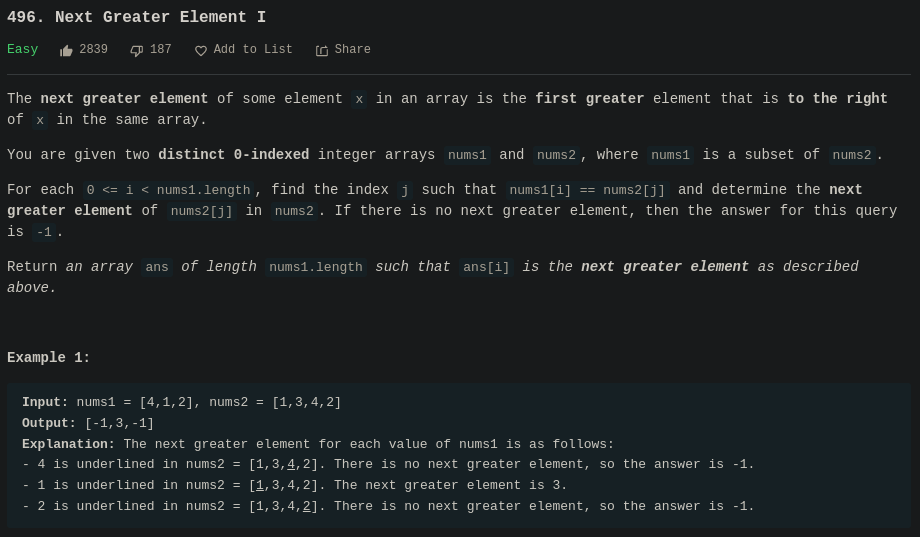 496. Next Greater Element I
Easy 2839 187 Add to List Share
The next greater element of some element x in an array is the first greater element that is to the right
of x in the same array.
You are given two distinct 0-indexed integer arrays nums1 and nums2, where nums1 is a subset of nums2.
For each 0 <= i < nums1.length, find the index j such that nums1[i] == nums2[j] and determine the next
greater element of nums2[j] in nums2. If there is no next greater element, then the answer for this query
is -1.
Return an array ans of length nums1.length such that ans[i] is the next greater element as described
above.
Example 1:
Input: nums1 = [4,1,2], nums2 = [1,3,4,2]
Output: [-1,3,-1]
Explanation: The next greater element for each value of nums1 is as follows:
- 4 is underlined in nums2 = [1,3,4,2]. There is no next greater element, so the answer is -1.
- 1 is underlined in nums2 = [1,3,4,2]. The next greater element is 3.
- 2 is underlined in nums2 = [1,3,4,2]. There is no next greater element, so the answer is -1.